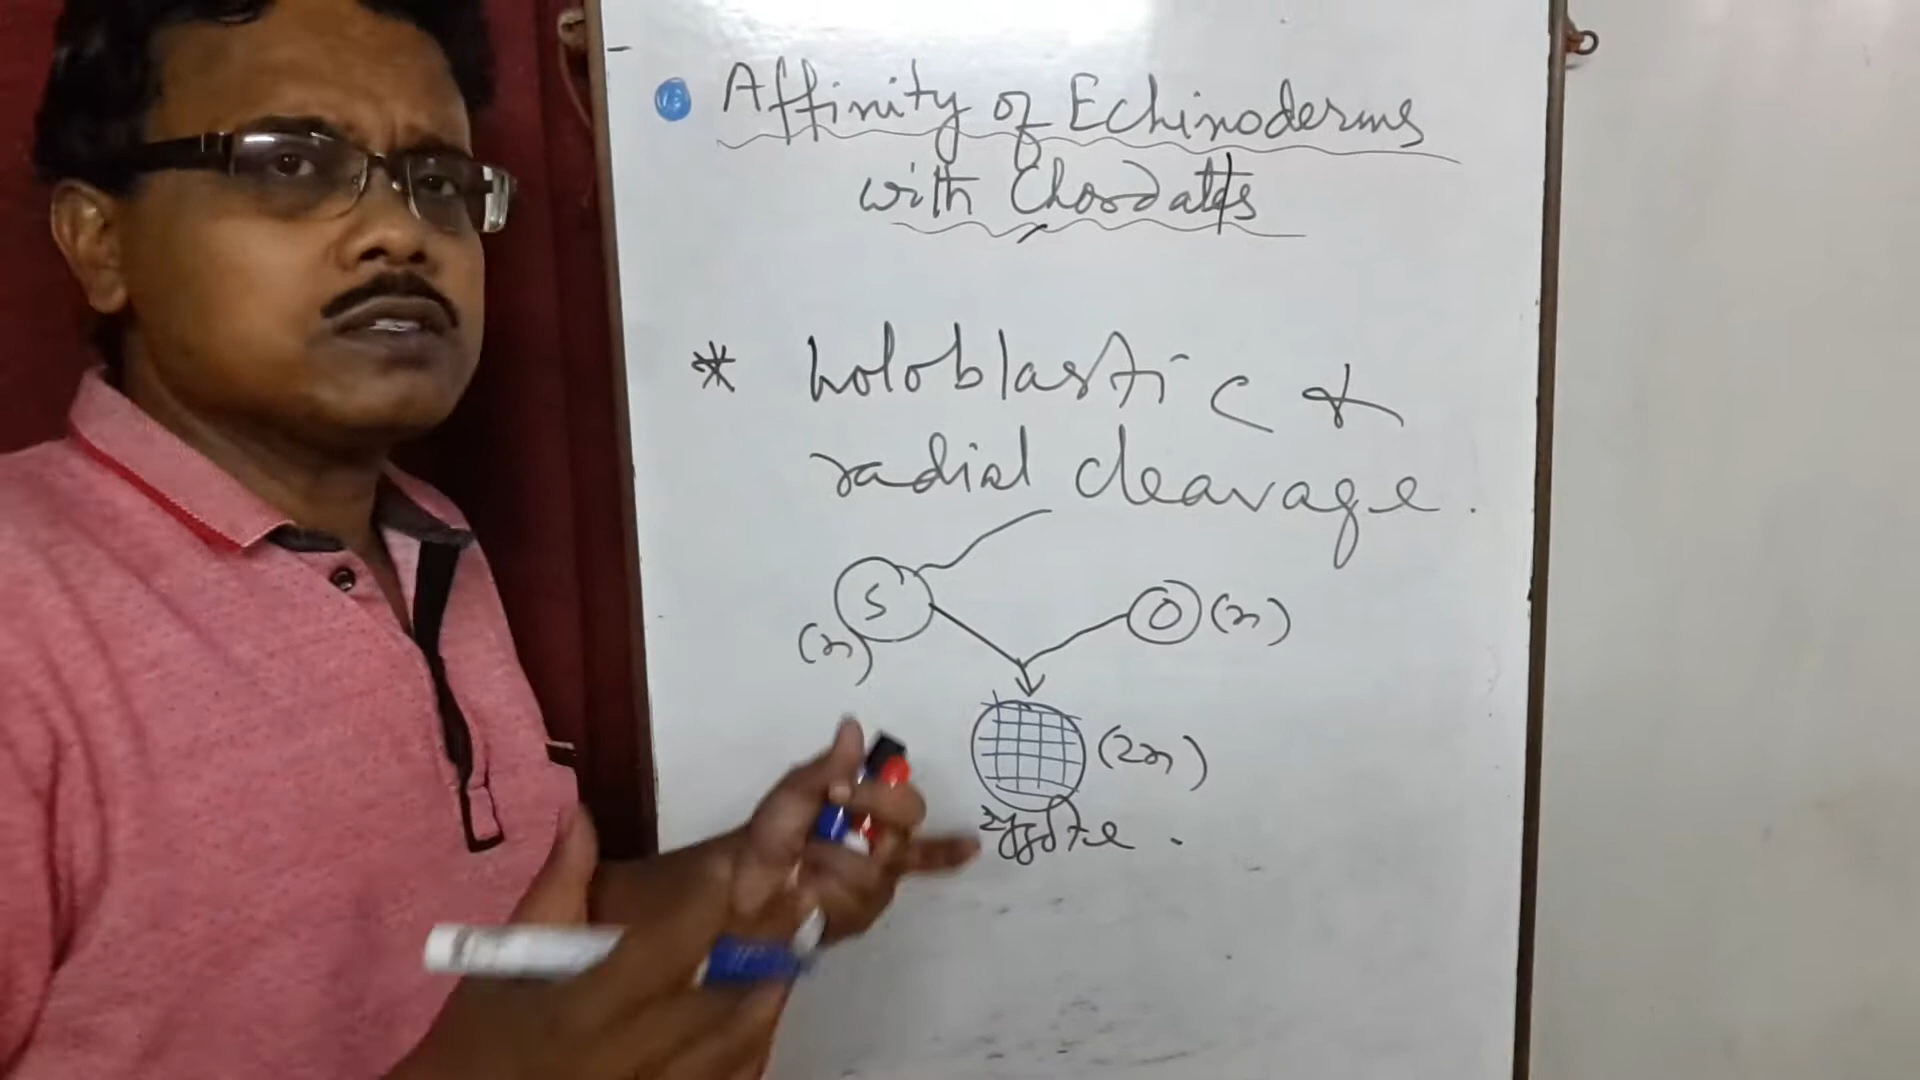 Affinity of Echinoderms
with Chordates
* holoblastic &
radial cleavage.
S
O (n)
(n)
(2n)
zygote.